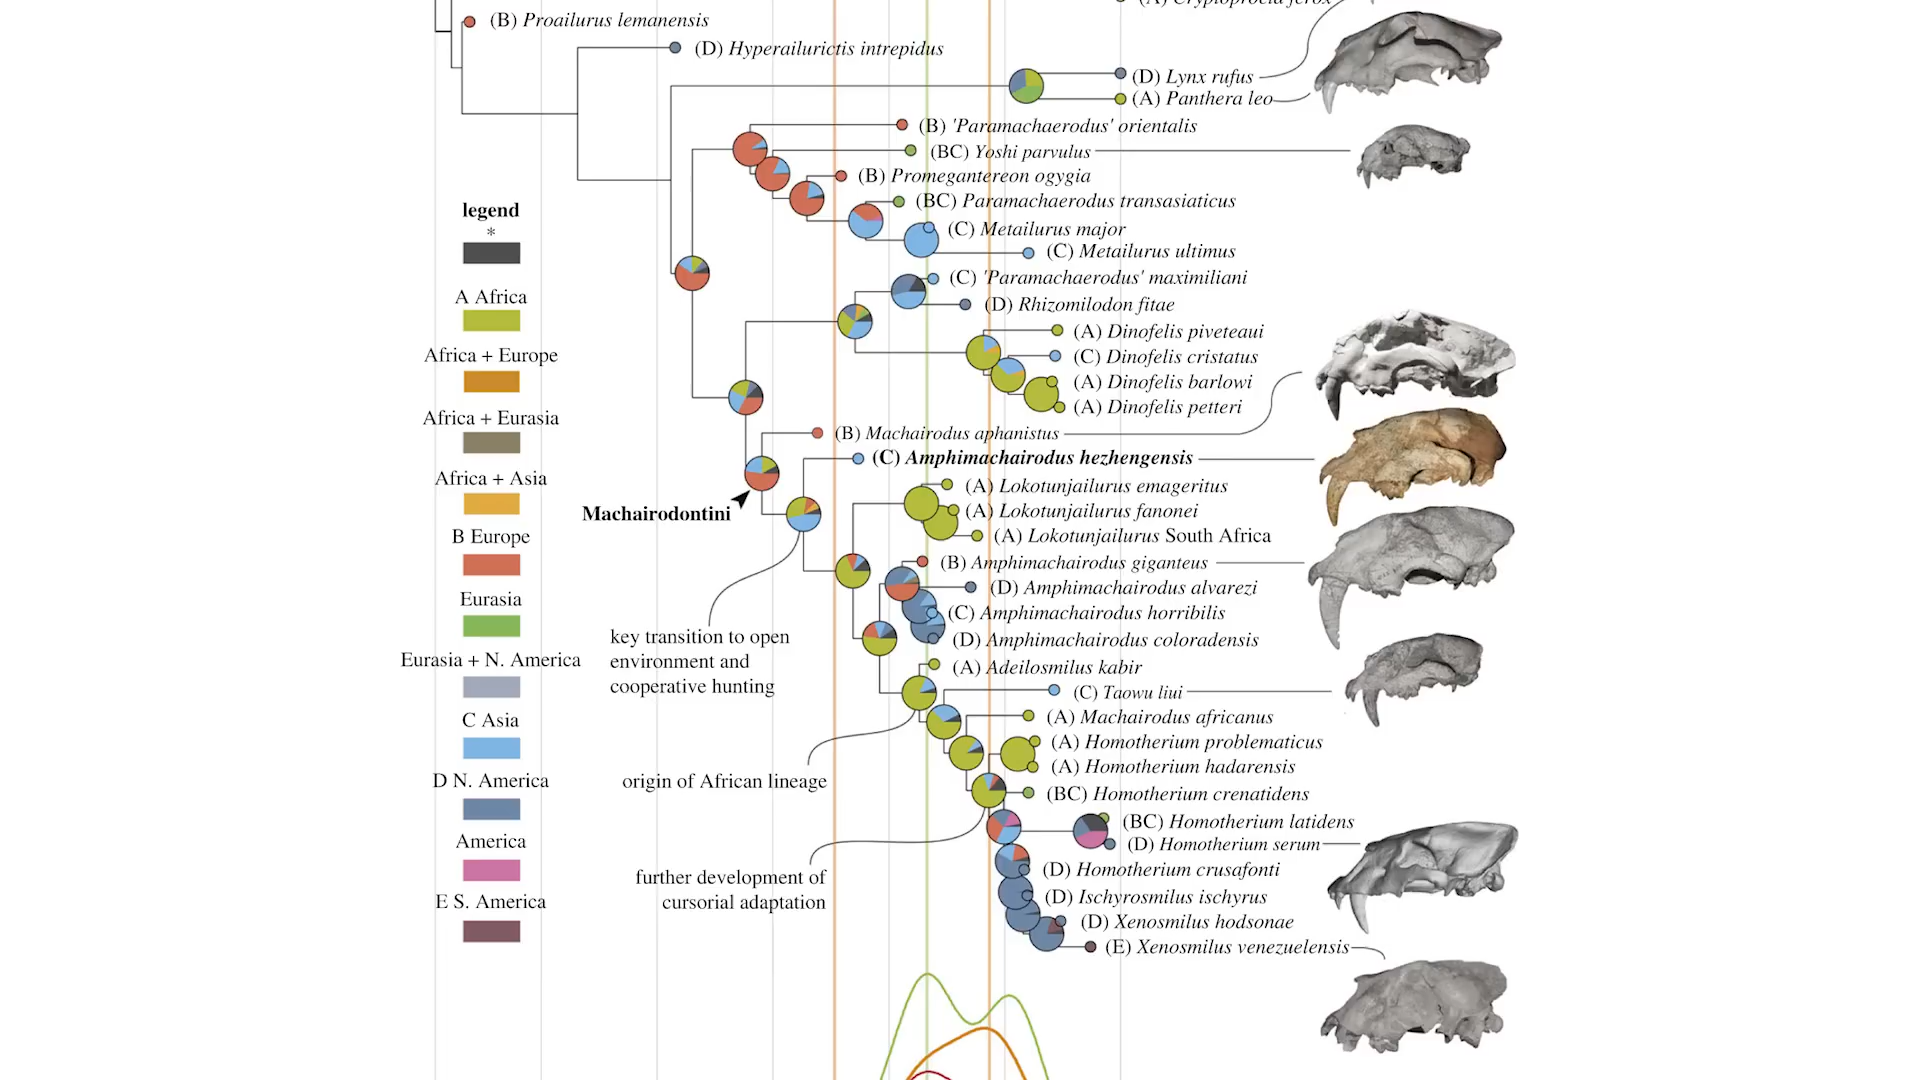 (A) Cryptoprocta ferox
(B) Proailurus lemanensis
(D) Hyperailurictis intrepidus
(D) Lynx rufus
(A) Panthera leo
(B) 'Paramachaerodus' orientalis
(BC) Yoshi parvulus
(B) Promegantereon ogygia
(BC) Paramachaerodus transasiaticus
(C) Metailurus major
(C) Metailurus ultimus
(C) 'Paramachaerodus' maximiliani
(D) Rhizomilodon fitae
(A) Dinofelis piveteaui
(C) Dinofelis cristatus
(A) Dinofelis barlowi
(A) Dinofelis petteri
(B) Machairodus aphanistus
(C) Amphimachairodus hezhengensis
(A) Lokotunjailurus emageritus
(A) Lokotunjailurus fanonei
(A) Lokotunjailurus South Africa
(B) Amphimachairodus giganteus
(D) Amphimachairodus alvarezi
(C) Amphimachairodus horribilis
(D) Amphimachairodus coloradensis
(A) Adeilosmilus kabir
(C) Taowu liui
(A) Machairodus africanus
(A) Homotherium problematicus
(A) Homotherium hadarensis
(BC) Homotherium crenatidens
(BC) Homotherium latidens
(D) Homotherium serum
(D) Homotherium crusafonti
(D) Ischyrosmilus ischyrus
(D) Xenosmilus hodsonae
(E) Xenosmilus venezuelensis
Machairodontini
key transition to open
environment and
cooperative hunting
origin of African lineage
further development of
cursorial adaptation
legend
*
A Africa
Africa + Europe
Africa + Eurasia
Africa + Asia
B Europe
Eurasia
Eurasia + N. America
C Asia
D N. America
America
E S. America